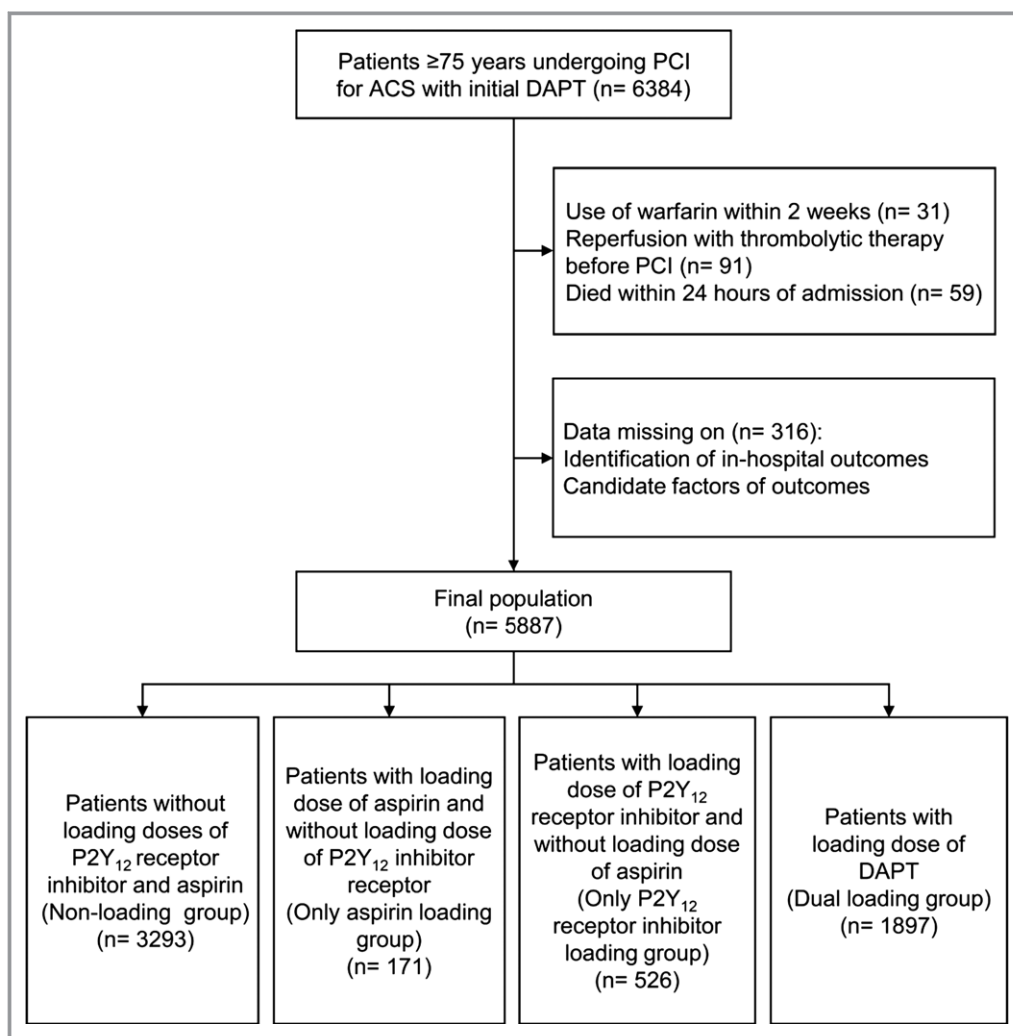 Patients ≥75 years undergoing PCI
for ACS with initial DAPT (n= 6384)
Use of warfarin within 2 weeks (n= 31)
Reperfusion with thrombolytic therapy
before PCI (n= 91)
Died within 24 hours of admission (n= 59)
Data missing on (n= 316):
Identification of in-hospital outcomes
Candidate factors of outcomes
Final population
(n= 5887)
Patients without
loading doses of
P2Y₁₂ receptor
inhibitor and aspirin
(Non-loading group)
(n= 3293)
Patients with loading
dose of aspirin and
without loading dose
of P2Y₁₂ inhibitor
receptor
(Only aspirin loading
group)
(n= 171)
Patients with loading
dose of P2Y₁₂
receptor inhibitor and
without loading dose
of aspirin
(Only P2Y₁₂
receptor inhibitor
loading group)
(n= 526)
Patients with
loading dose of
DAPT
(Dual loading group)
n= 1897)